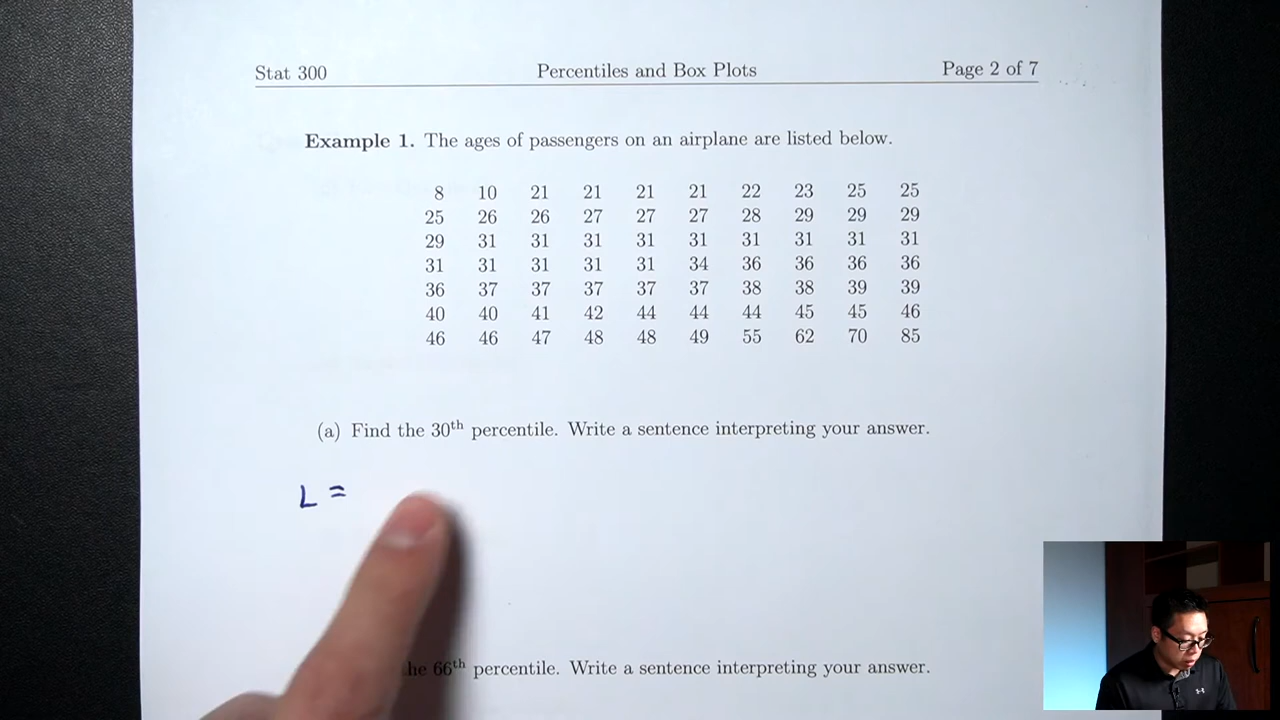 Stat 300 Percentiles and Box Plots Page 2 of 7
Example 1. The ages of passengers on an airplane are listed below.
8 10 21 21 21 21 22 23 25 25
25 26 26 27 27 27 28 29 29 29
29 31 31 31 31 31 31 31 31 31
31 31 31 31 31 34 36 36 36 36
36 37 37 37 37 37 38 38 39 39
40 40 41 42 44 44 44 45 45 46
46 46 47 48 48 49 55 62 70 85
(a) Find the 30th percentile. Write a sentence interpreting your answer.
L =
66th percentile. Write a sentence interpreting your answer.